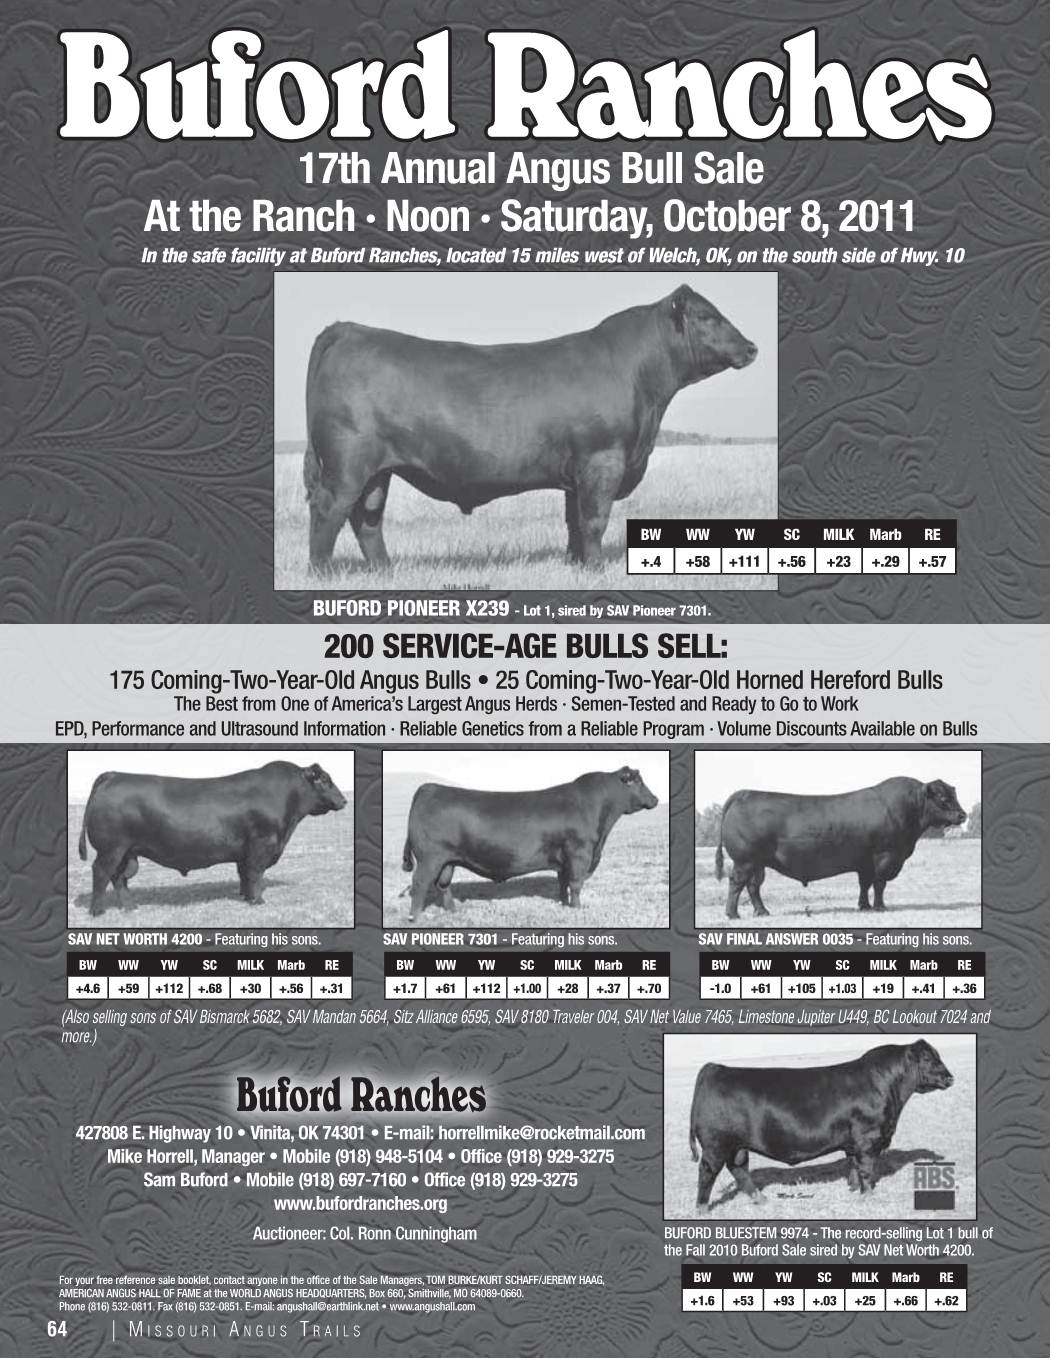 Buford Ranches
17th Annual Angus Bull Sale
At the Ranch · Noon · Saturday, October 8, 2011
In the safe facility at Buford Ranches, located 15 miles west of Welch, OK, on the south side of Hwy. 10
BW WW YW SC MILK Marb RE
+.4 +58 +111 +.56 +23 +.29 +.57
Mike Horrell
BUFORD PIONEER X239 - Lot 1, sired by SAV Pioneer 7301.
200 SERVICE-AGE BULLS SELL:
175 Coming-Two-Year-Old Angus Bulls • 25 Coming-Two-Year-Old Horned Hereford Bulls
The Best from One of America's Largest Angus Herds · Semen-Tested and Ready to Go to Work
EPD, Performance and Ultrasound Information · Reliable Genetics from a Reliable Program · Volume Discounts Available on Bulls
SAV NET WORTH 4200 - Featuring his sons.
BW WW YW SC MILK Marb RE
+4.6 +59 +112 +.68 +30 +.56 +.31
SAV PIONEER 7301 - Featuring his sons.
BW WW YW SC MILK Marb RE
+1.7 +61 +112 +1.00 +28 +.37 +.70
SAV FINAL ANSWER 0035 - Featuring his sons.
BW WW YW SC MILK Marb RE
-1.0 +61 +105 +1.03 +19 +.41 +.36
(Also selling sons of SAV Bismarck 5682, SAV Mandan 5664, Sitz Alliance 6595, SAV 8180 Traveler 004, SAV Net Value 7465, Limestone Jupiter U449, BC Lookout 7024 and
more.)
Buford Ranches
427808 E. Highway 10 • Vinita, OK 74301 • E-mail: horrellmike@rocketmail.com
Mike Horrell, Manager • Mobile (918) 948-5104 • Office (918) 929-3275
Sam Buford • Mobile (918) 697-7160 • Office (918) 929-3275
www.bufordranches.org
Auctioneer: Col. Ronn Cunningham
ABS
BUFORD BLUESTEM 9974 - The record-selling Lot 1 bull of
the Fall 2010 Buford Sale sired by SAV Net Worth 4200.
BW WW YW SC MILK Marb RE
+1.6 +53 +93 +.03 +25 +.66 +.62
For your free reference sale booklet, contact anyone in the office of the Sale Managers, TOM BURKE/KURT SCHAFF/JEREMY HAAG,
AMERICAN ANGUS HALL OF FAME at the WORLD ANGUS HEADQUARTERS, Box 660, Smithville, MO 64089-0660.
Phone (816) 532-0811. Fax (816) 532-0851. E-mail: angushall@earthlink.net • www.angushall.com
64 | MISSOURI ANGUS TRAILS